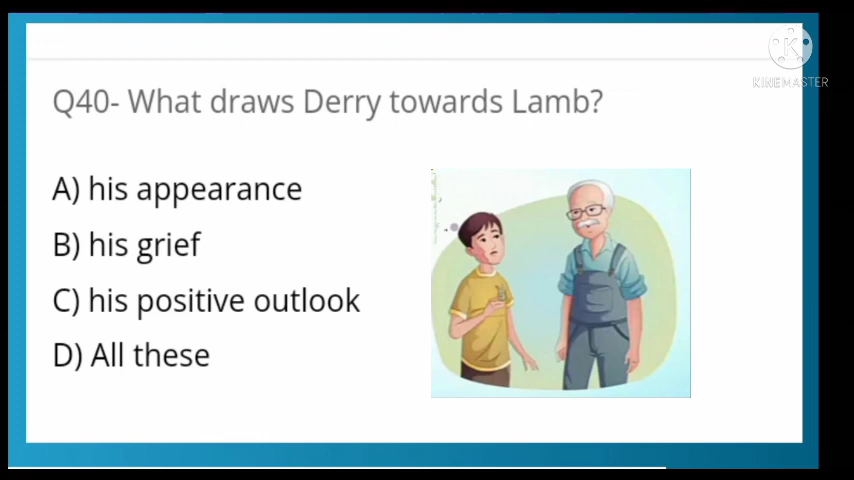 Q40- What draws Derry towards Lamb?
A) his appearance
B) his grief
C) his positive outlook
D) All these
K
KINEMASTER